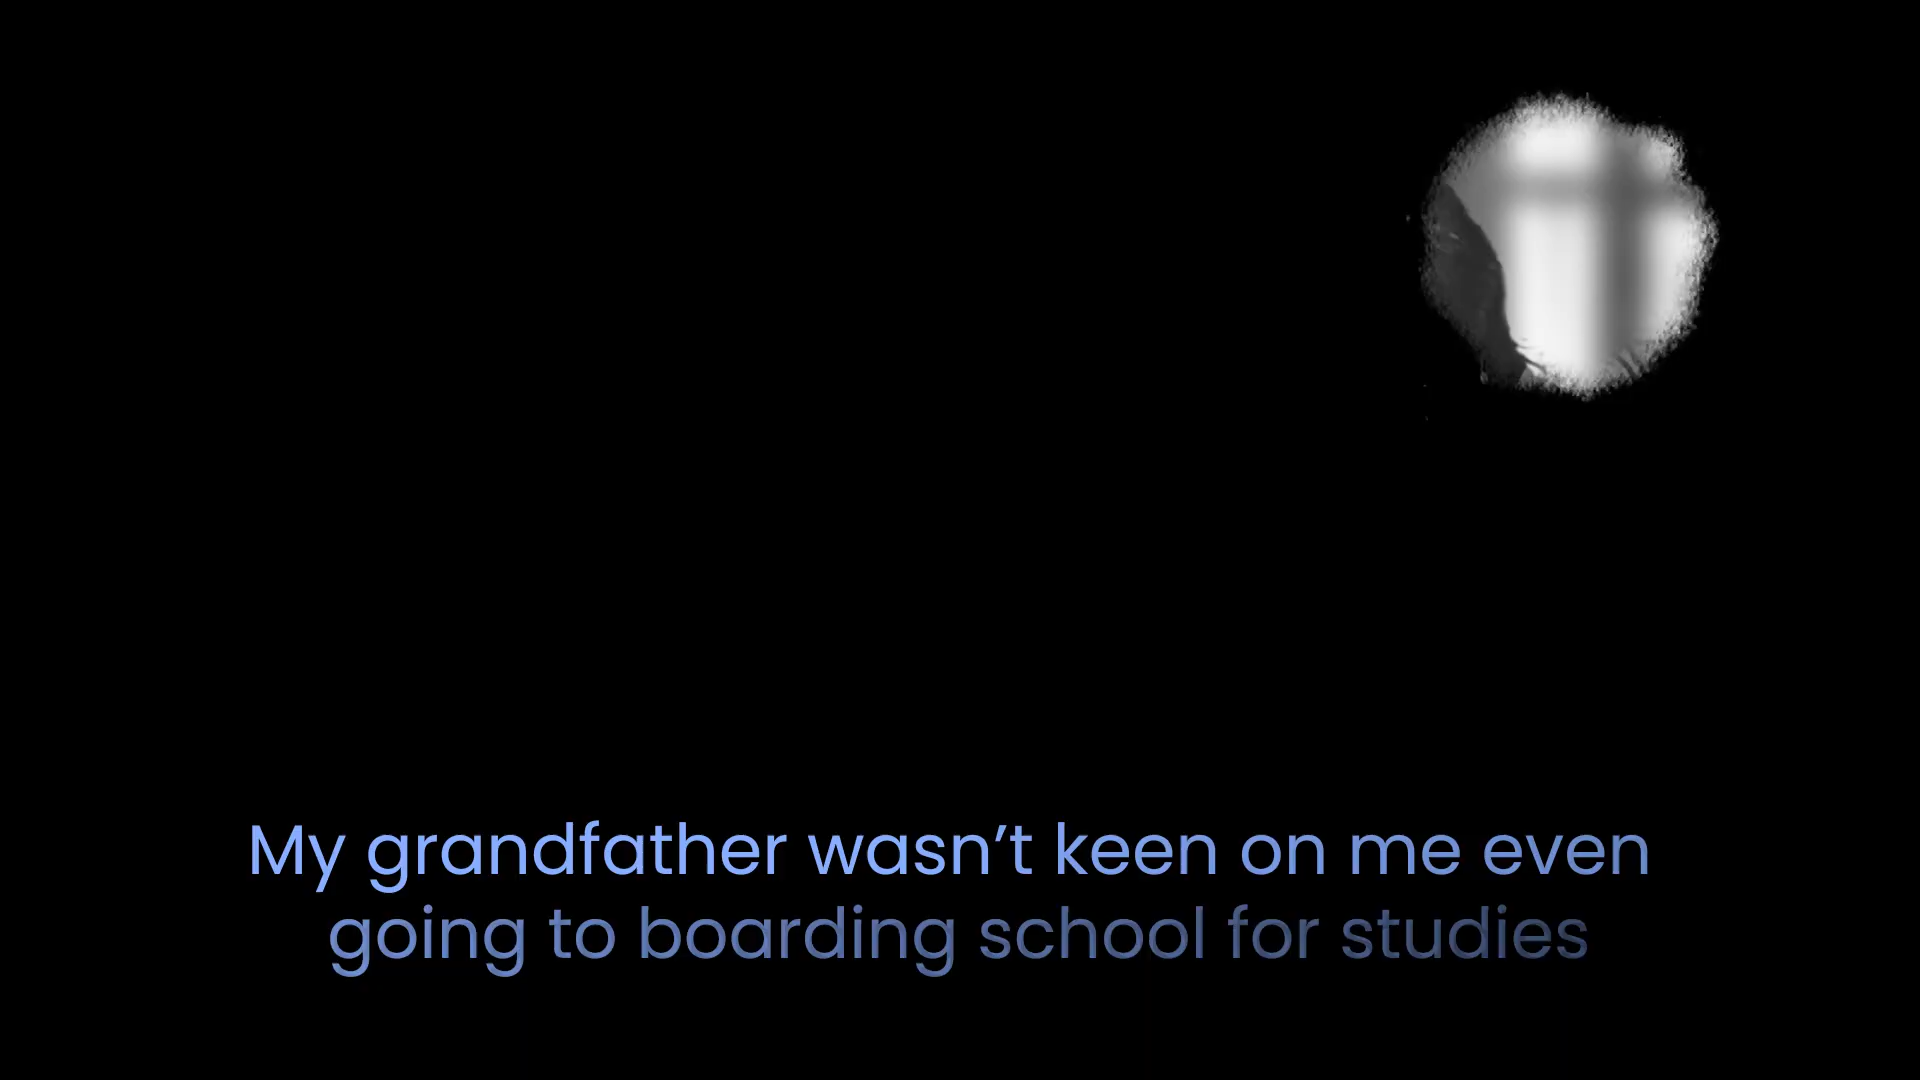 My grandfather wasn’t keen on me even
going to boarding school for studies